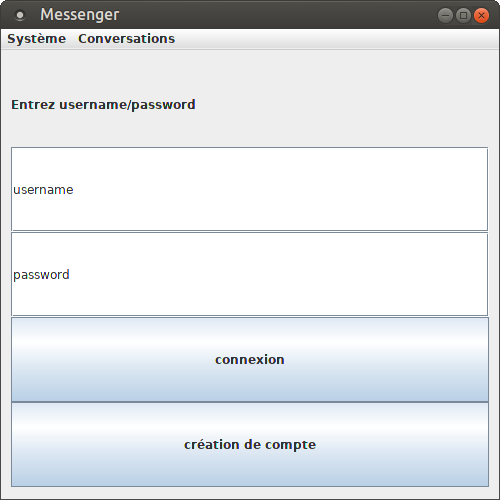 Messenger
Système Conversations
Entrez username/password
username
password
connexion
création de compte